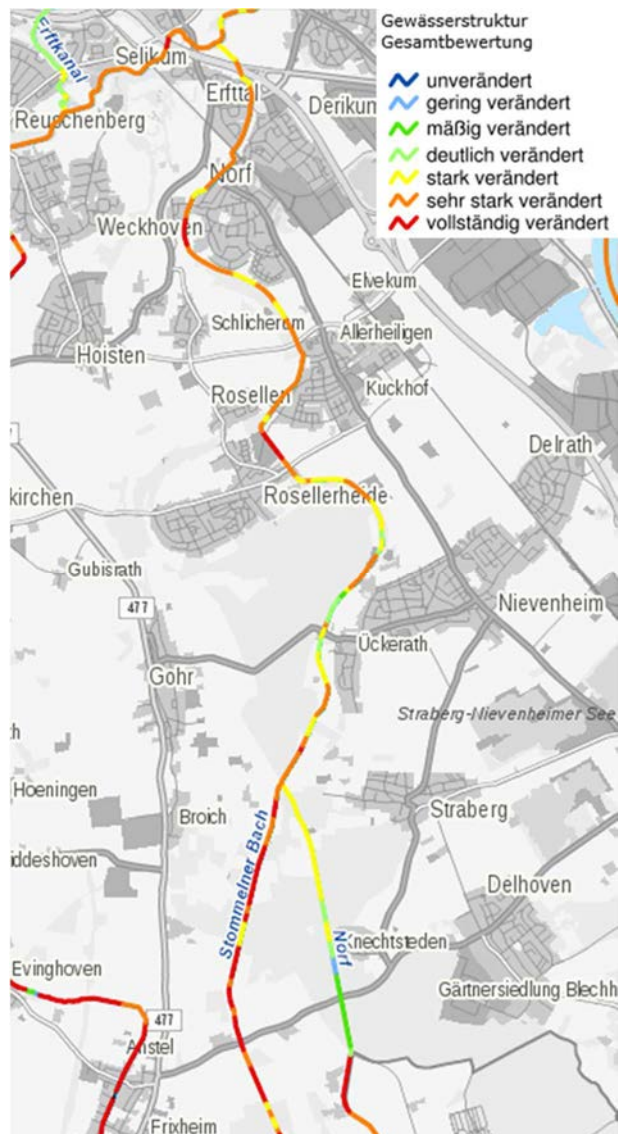 Gewässerstruktur
Gesamtbewertung
unverändert
gering verändert
mäßig verändert
deutlich verändert
stark verändert
sehr stark verändert
vollständig verändert
Erftkanal
Selikum
Erfttal
Derikum
Reuschenberg
Norf
Weckhoven
Elvekum
Schlicherum
Allerheiligen
Hoisten
Kuckhof
Rosellen
Delrath
kirchen
Rosellerheide
Gubisrath
477
Nievenheim
Ückerath
Gohr
Straberg-Nievenheimer See
th
Hoeningen
Broich
Straberg
iddeshoven
Stommelner Bach
Delhoven
Norf
Knechtsteden
Evinghoven
Gärtnersiedlung Blechh
477
Anstel
Frixheim